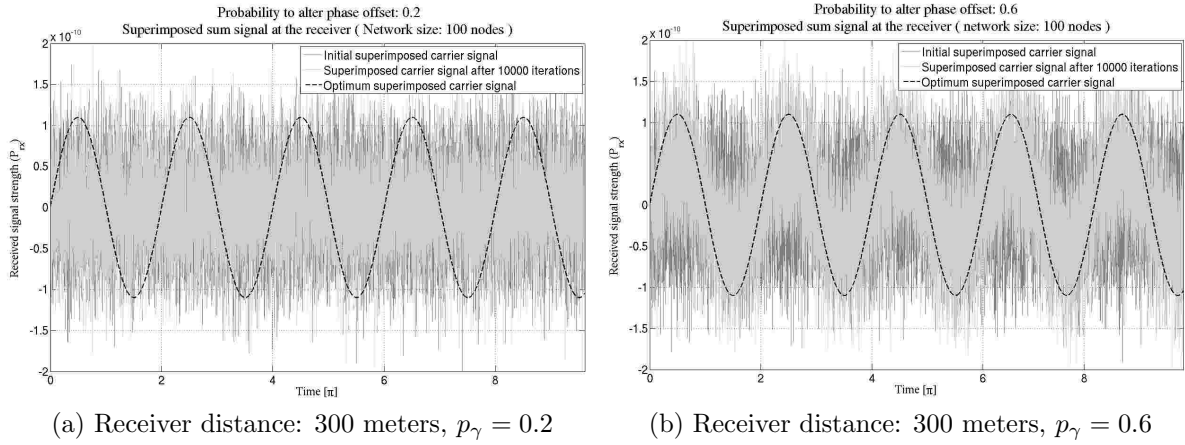 Probability to alter phase offset: 0.2
Superimposed sum signal at the receiver ( Network size: 100 nodes )
2 x 10^-10
Initial superimposed carrier signal
Superimposed carrier signal after 10000 iterations
Optimum superimposed carrier signal
1.5
1
0.5
0
-0.5
-1
-1.5
-2
Received signal strength (P_rx)
0 2 4 6 8
Time [π]
(a) Receiver distance: 300 meters, p_γ = 0.2
Probability to alter phase offset: 0.6
Superimposed sum signal at the receiver ( network size: 100 nodes )
2 x 10^-10
Initial superimposed carrier signal
Superimposed carrier signal after 10000 iterations
Optimum superimposed carrier signal
1.5
1
0.5
0
-0.5
-1
-1.5
-2
Received signal strength (P_rx)
0 2 4 6 8
Time [π]
(b) Receiver distance: 300 meters, p_γ = 0.6